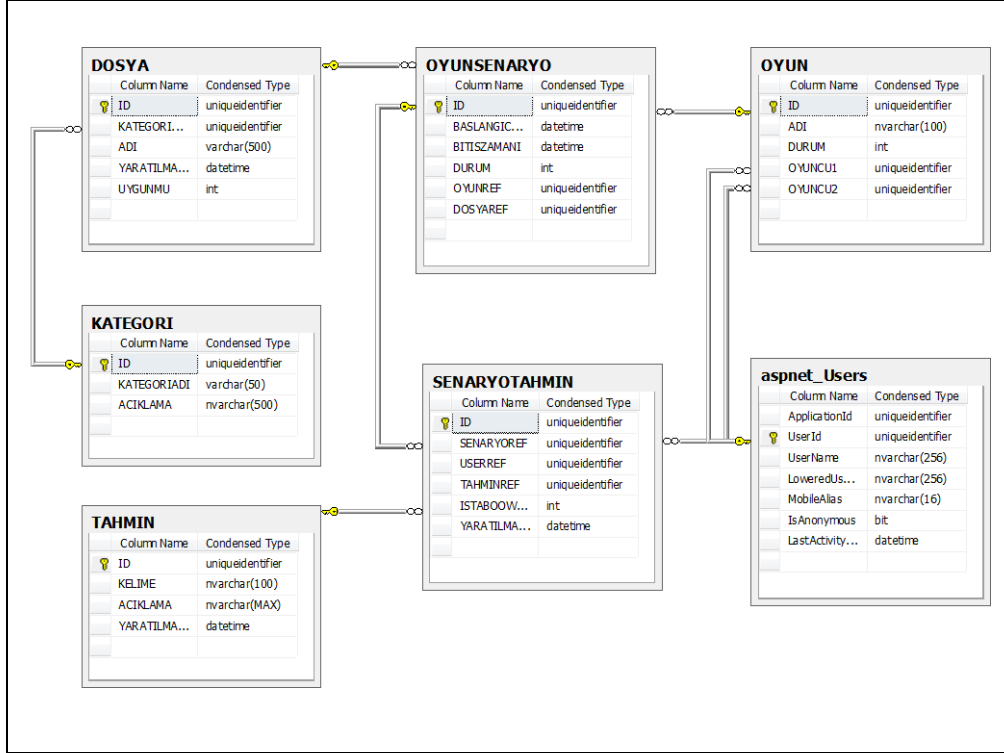 DOSYA
Column Name Condensed Type
ID uniqueidentifier
KATEGORI... uniqueidentifier
ADI varchar(500)
YARATILMA... datetime
UYGUNMU int
OYUNSENARYO
Column Name Condensed Type
ID uniqueidentifier
BASLANGIC... datetime
BITISZAMANI datetime
DURUM int
OYUNREF uniqueidentifier
DOSYAREF uniqueidentifier
OYUN
Column Name Condensed Type
ID uniqueidentifier
ADI nvarchar(100)
DURUM int
OYUNCU1 uniqueidentifier
OYUNCU2 uniqueidentifier
KATEGORI
Column Name Condensed Type
ID uniqueidentifier
KATEGORIADI varchar(50)
ACIKLAMA nvarchar(500)
SENARYOTAHMIN
Column Name Condensed Type
ID uniqueidentifier
SENARYOREF uniqueidentifier
USERREF uniqueidentifier
TAHMINREF uniqueidentifier
ISTABOOW... int
YARATILMA... datetime
aspnet_Users
Column Name Condensed Type
ApplicationId uniqueidentifier
UserId uniqueidentifier
UserName nvarchar(256)
LoweredUs... nvarchar(256)
MobileAlias nvarchar(16)
IsAnonymous bit
LastActivity... datetime
TAHMIN
Column Name Condensed Type
ID uniqueidentifier
KELIME nvarchar(100)
ACIKLAMA nvarchar(MAX)
YARATILMA... datetime